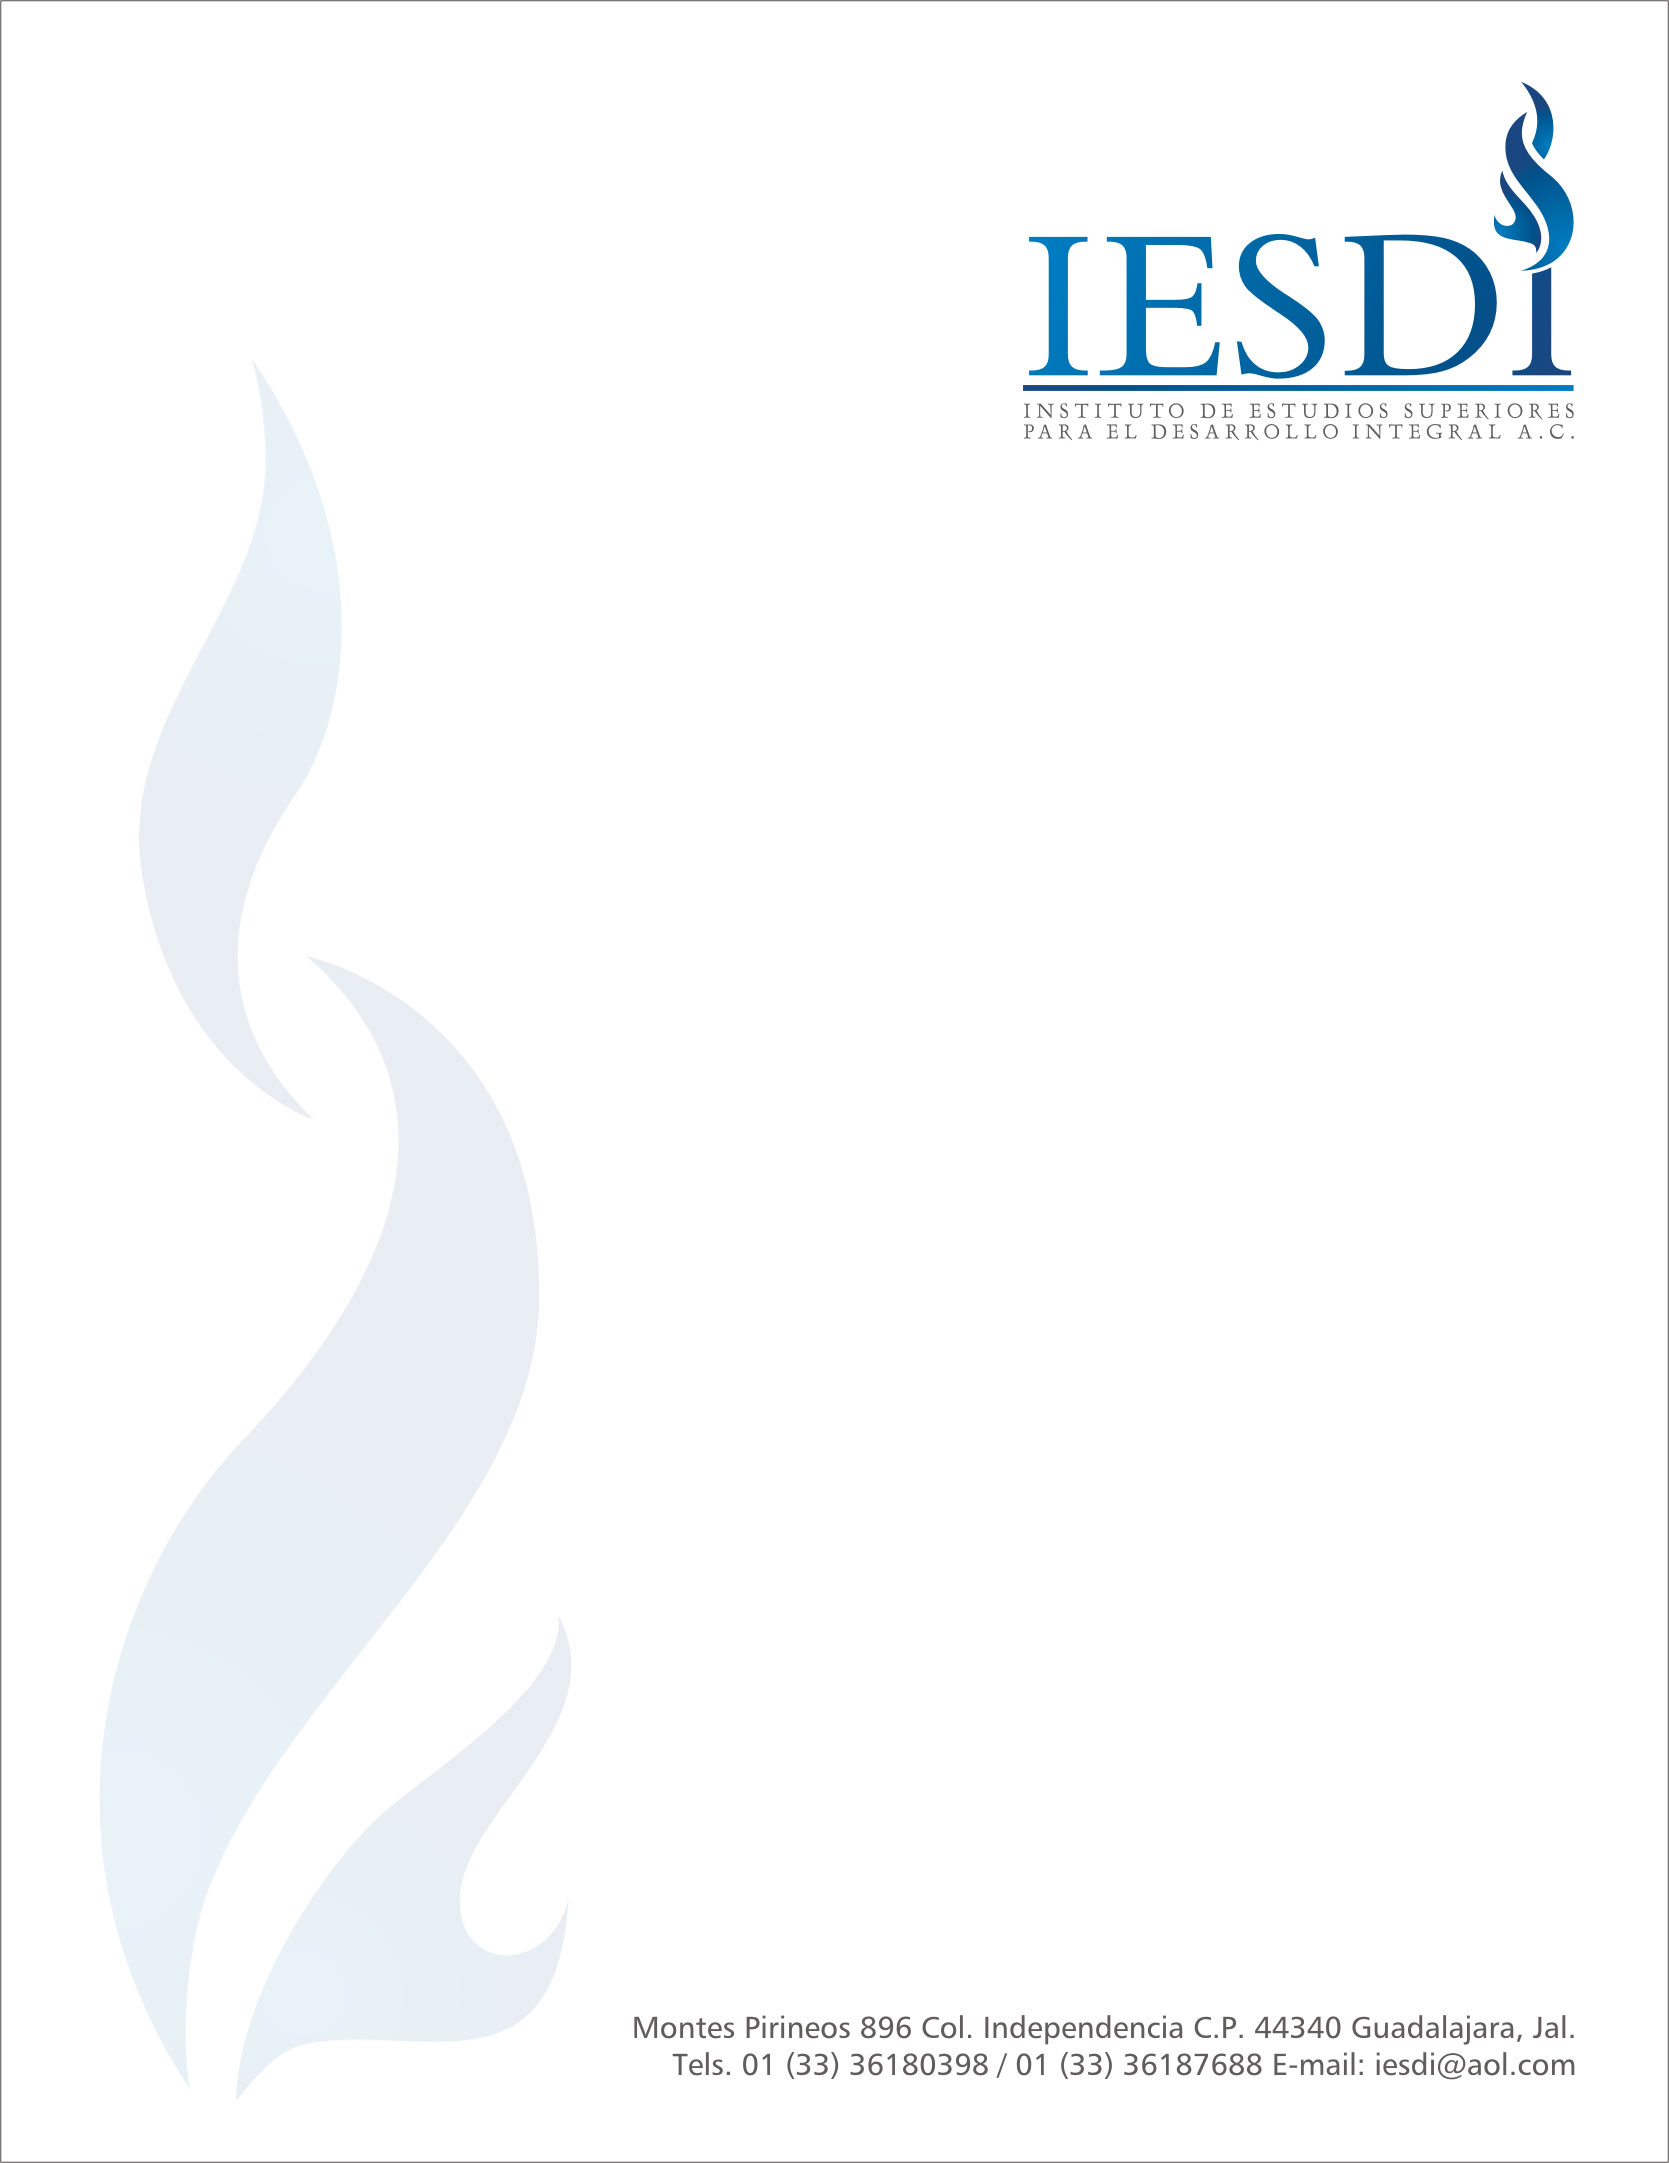 IESDi
INSTITUTO DE ESTUDIOS SUPERIORES
PARA EL DESARROLLO INTEGRAL A.C.
Montes Pirineos 896 Col. Independencia C.P. 44340 Guadalajara, Jal.
Tels. 01 (33) 36180398 / 01 (33) 36187688 E-mail: iesdi@aol.com